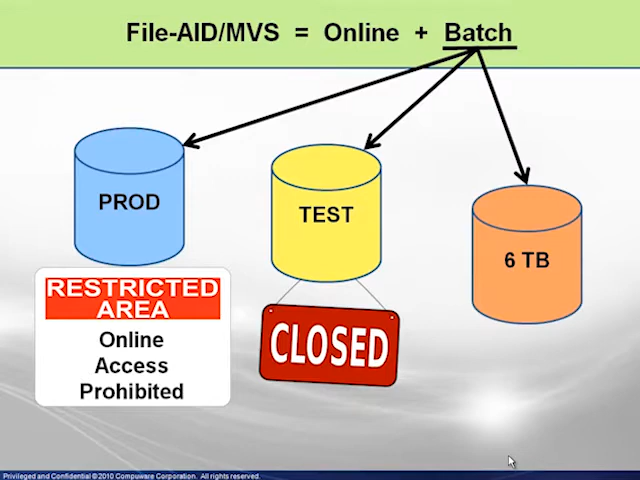 File-AID/MVS = Online + Batch
PROD
TEST
6 TB
RESTRICTED
AREA
Online
Access
Prohibited
CLOSED
Privileged and Confidential ©2010 Compuware Corporation. All rights reserved.